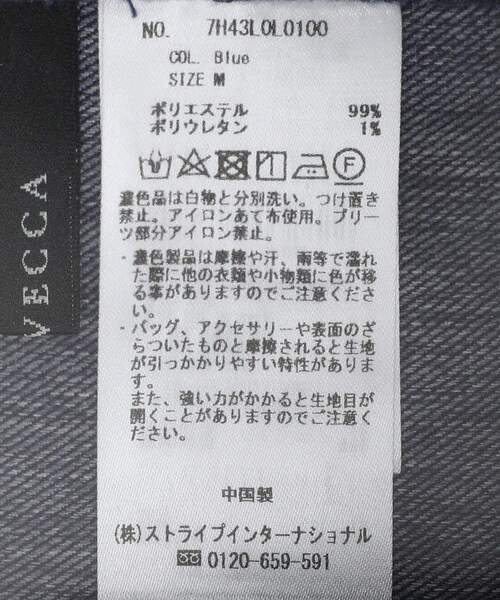 NO. 7H43L0L0100
COL. Blue
SIZE M
ポリエステル 99%
ポリウレタン 1%
F
濃色品は白物と分別洗い。つけ置き
禁止。アイロンあて布使用。プリー
ツ部分アイロン禁止。
・濃色製品は摩擦や汗、雨等で濡れ
た際に他の衣類や小物類に色が移
る事がありますのでご注意くださ
い。
・バッグ、アクセサリーや表面のざ
らついたものと摩擦されると生地
が引っかかりやすい特性がありま
す。
また、強い力がかかると生地目が
開くことがありますのでご注意く
ださい。
中国製
(株)ストライプインターナショナル
0120-659-591
VECCA